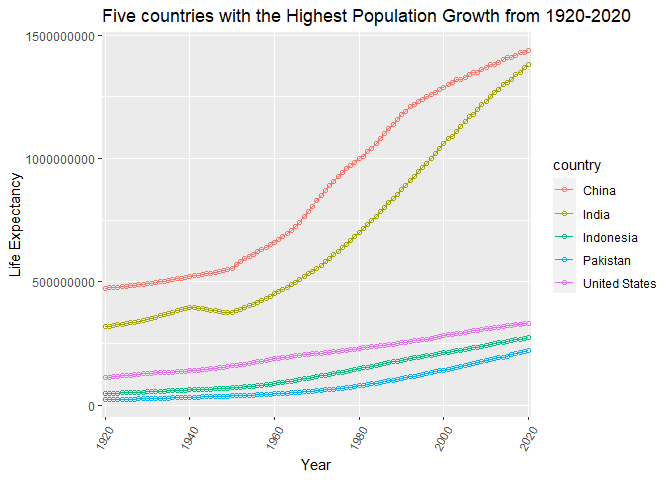 Five countries with the Highest Population Growth from 1920-2020
1500000000
1000000000
500000000
0
Life Expectancy
1920
1940
1960
1980
2000
2020
Year
country
China
India
Indonesia
Pakistan
United States